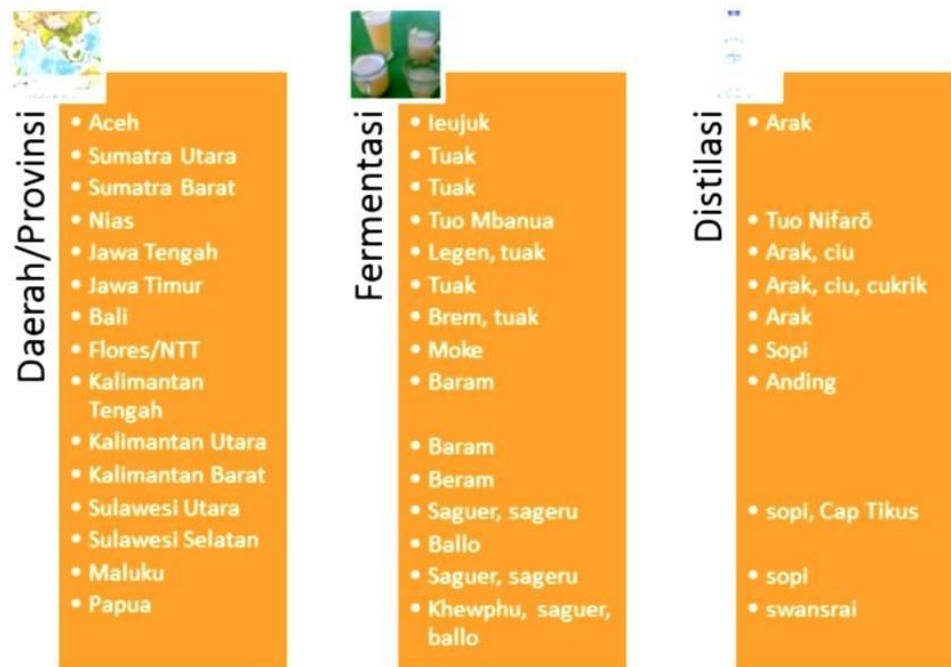 Daerah/Provinsi
• Aceh
• Sumatra Utara
• Sumatra Barat
• Nias
• Jawa Tengah
• Jawa Timur
• Bali
• Flores/NTT
• Kalimantan
Tengah
• Kalimantan Utara
• Kalimantan Barat
• Sulawesi Utara
• Sulawesi Selatan
• Maluku
• Papua
Fermentasi
• Ieujuk
• Tuak
• Tuak
• Tuo Mbanua
• Legen, tuak
• Tuak
• Brem, tuak
• Moke
• Baram
• Baram
• Beram
• Saguer, sageru
• Ballo
• Saguer, sageru
• Khewphu, saguer,
ballo
Distilasi
• Arak
• Tuo Nifarö
• Arak, ciu
• Arak, ciu, cukrik
• Arak
• Sopi
• Anding
• sopi, Cap Tikus
• sopi
• swansrai